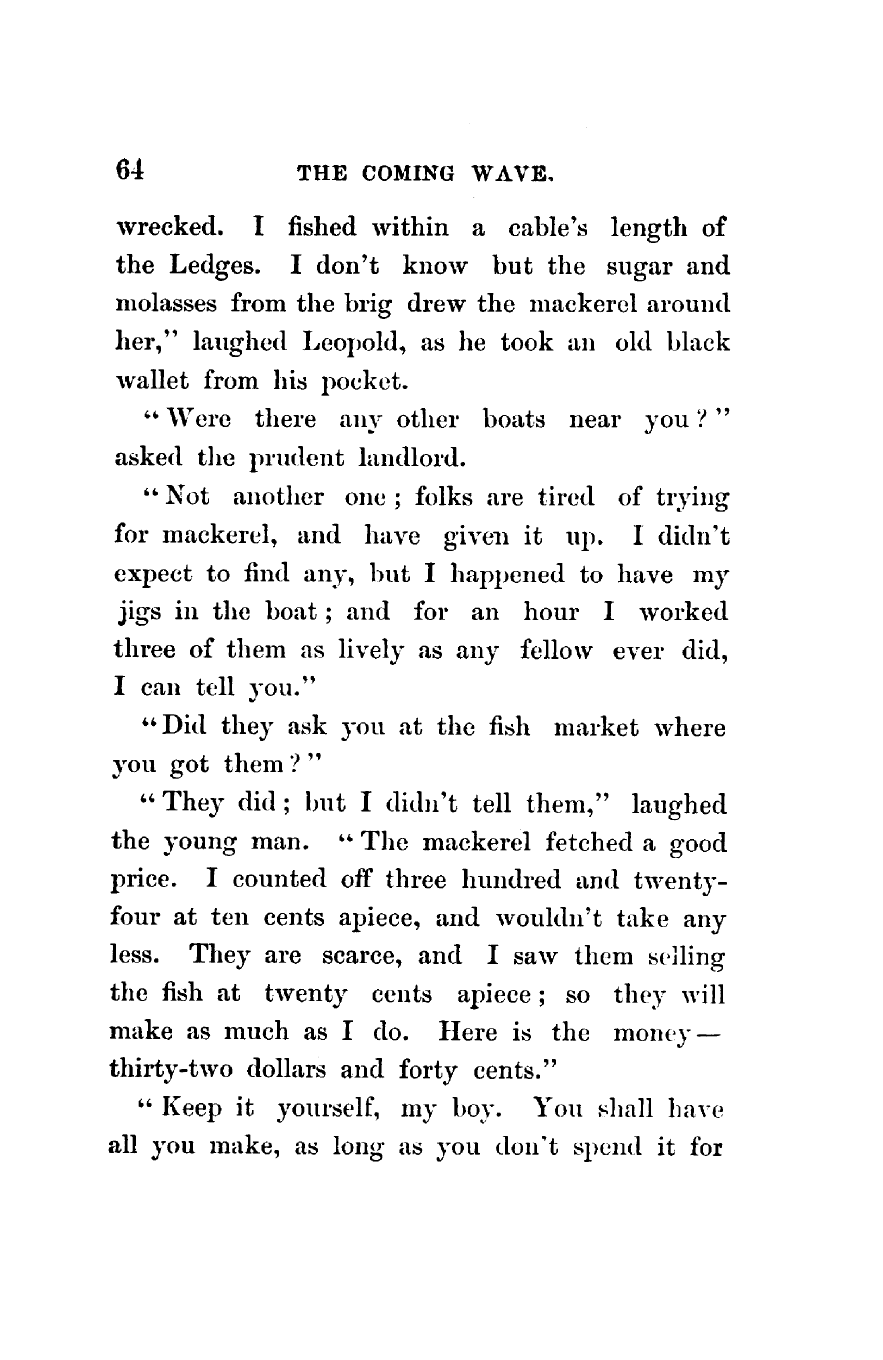 64 THE COMING WAVE.
wrecked. I fished within a cable's length of
the Ledges. I don't know but the sugar and
molasses from the brig drew the mackerel around
her," laughed Leopold, as he took an old black
wallet from his pocket.
"Were there any other boats near you?"
asked the prudent landlord.
"Not another one; folks are tired of trying
for mackerel, and have given it up. I didn't
expect to find any, but I happened to have my
jigs in the boat; and for an hour I worked
three of them as lively as any fellow ever did,
I can tell you."
"Did they ask you at the fish market where
you got them?"
"They did; but I didn't tell them," laughed
the young man. "The mackerel fetched a good
price. I counted off three hundred and twenty-
four at ten cents apiece, and wouldn't take any
less. They are scarce, and I saw them selling
the fish at twenty cents apiece; so they will
make as much as I do. Here is the money—
thirty-two dollars and forty cents."
"Keep it yourself, my boy. You shall have
all you make, as long as you don't spend it for